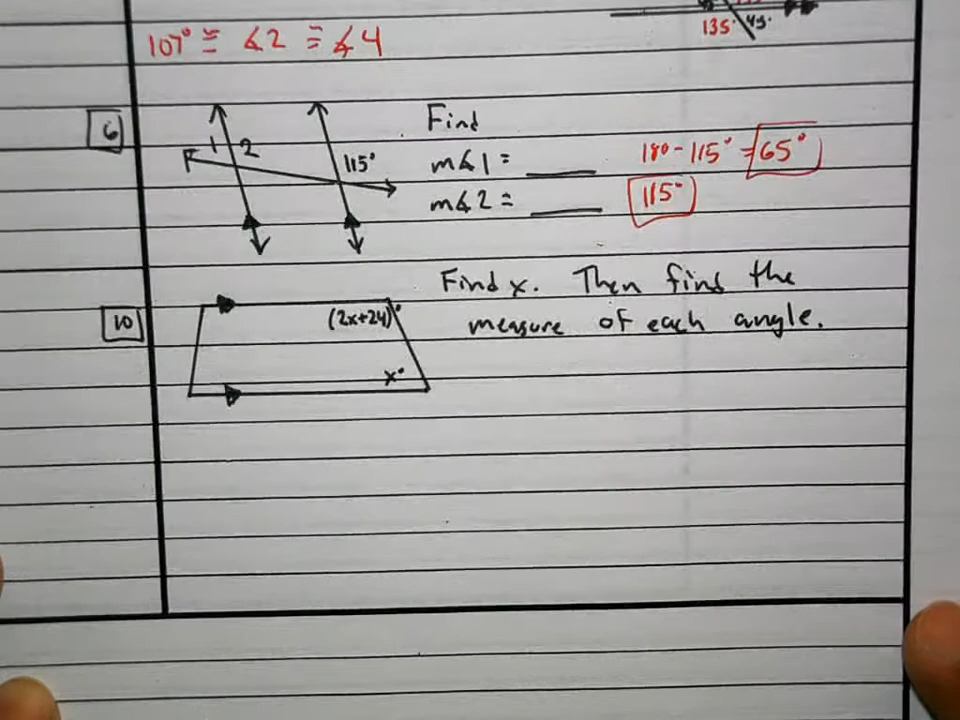 135° 45°
107° ≅ ∡2 ≅ ∡4
6
Find
1 2
115°
m∡1 = ____ 180 - 115° = 65°
m∡2 = ____ 115°
10
Find x. Then find the
measure of each angle.
(2x+24)°
x°